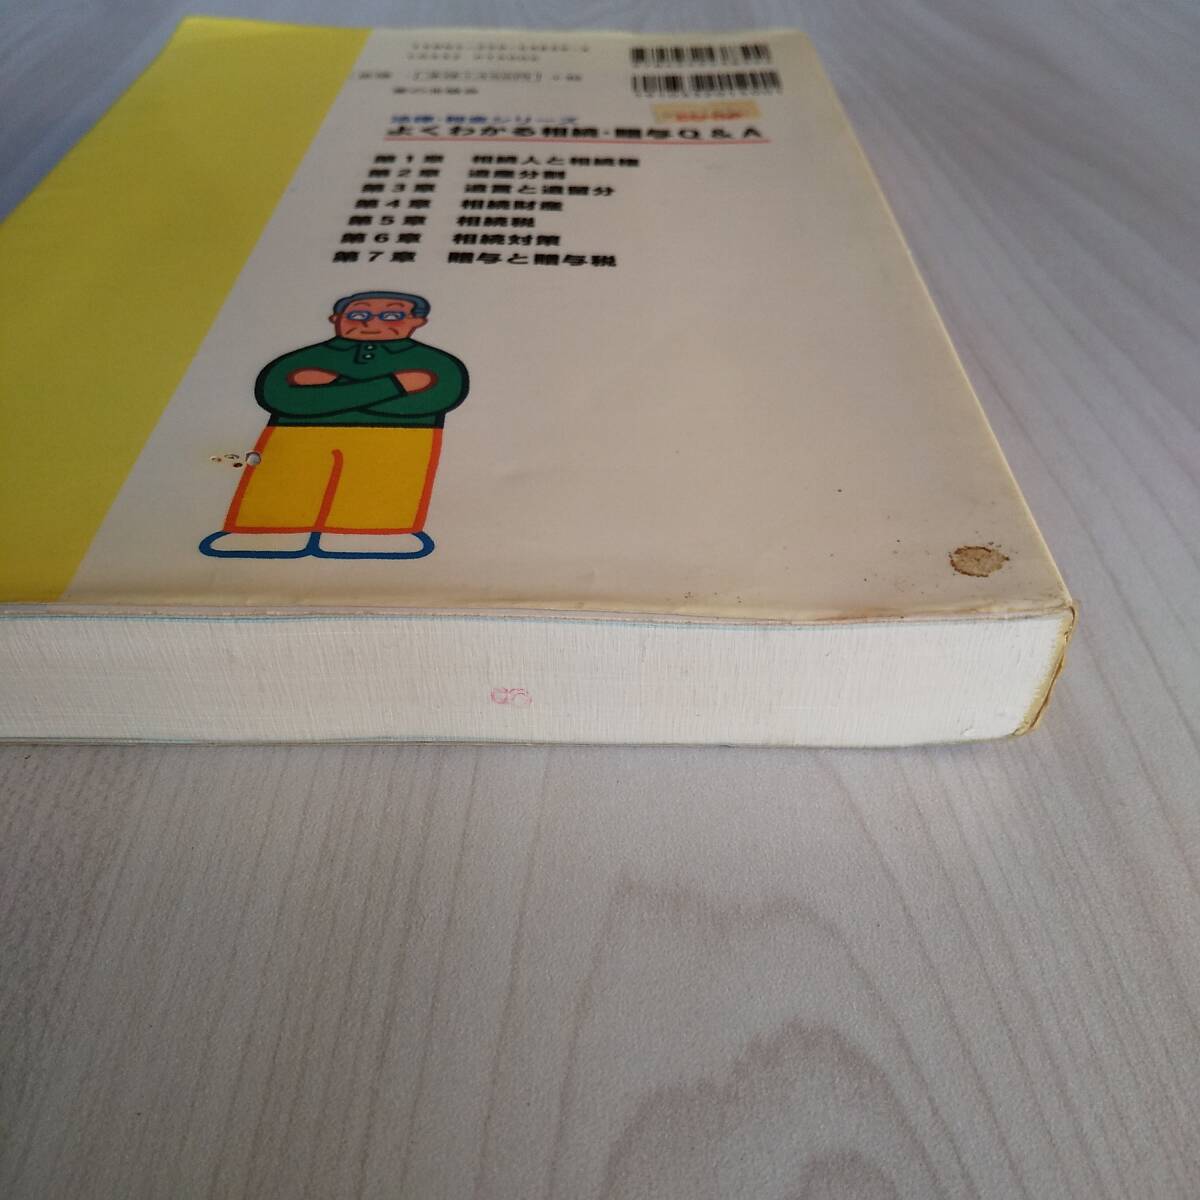 法律・税金シリーズ
よくわかる相続・贈与Q&A
第1章 相続人と相続権
第2章 遺産分割
第3章 遺言と遺留分
第4章 相続財産
第5章 相続税
第6章 相続対策
第7章 贈与と贈与税